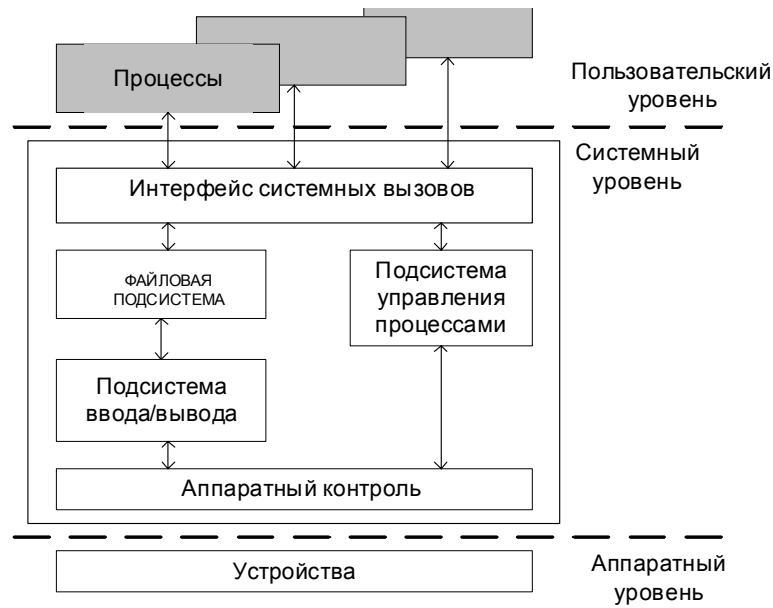 Процессы
Пользовательский
уровень
Системный
уровень
Интерфейс системных вызовов
ФАЙЛОВАЯ
ПОДСИСТЕМА
Подсистема
управления
процессами
Подсистема
ввода/вывода
Аппаратный контроль
Устройства
Аппаратный
уровень